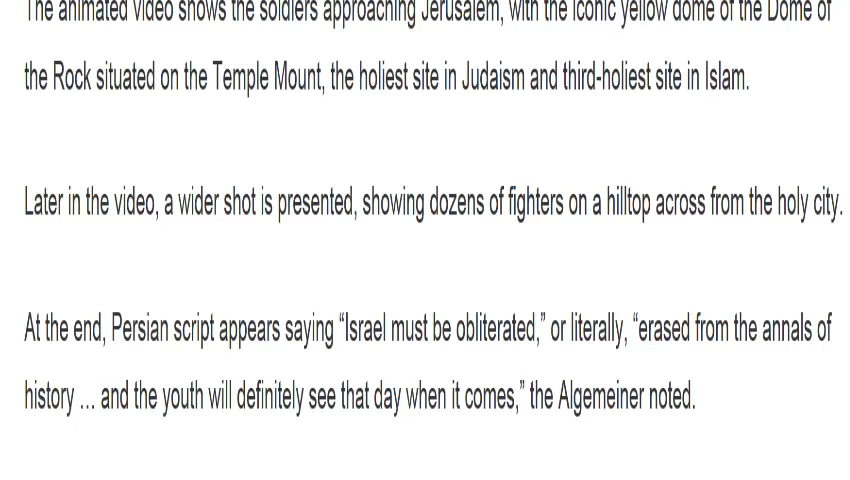 The animated video shows the soldiers approaching Jerusalem, with the iconic yellow dome of the Dome of
the Rock situated on the Temple Mount, the holiest site in Judaism and third-holiest site in Islam.
Later in the video, a wider shot is presented, showing dozens of fighters on a hilltop across from the holy city.
At the end, Persian script appears saying “Israel must be obliterated,” or literally, “erased from the annals of
history ... and the youth will definitely see that day when it comes,” the Algemeiner noted.